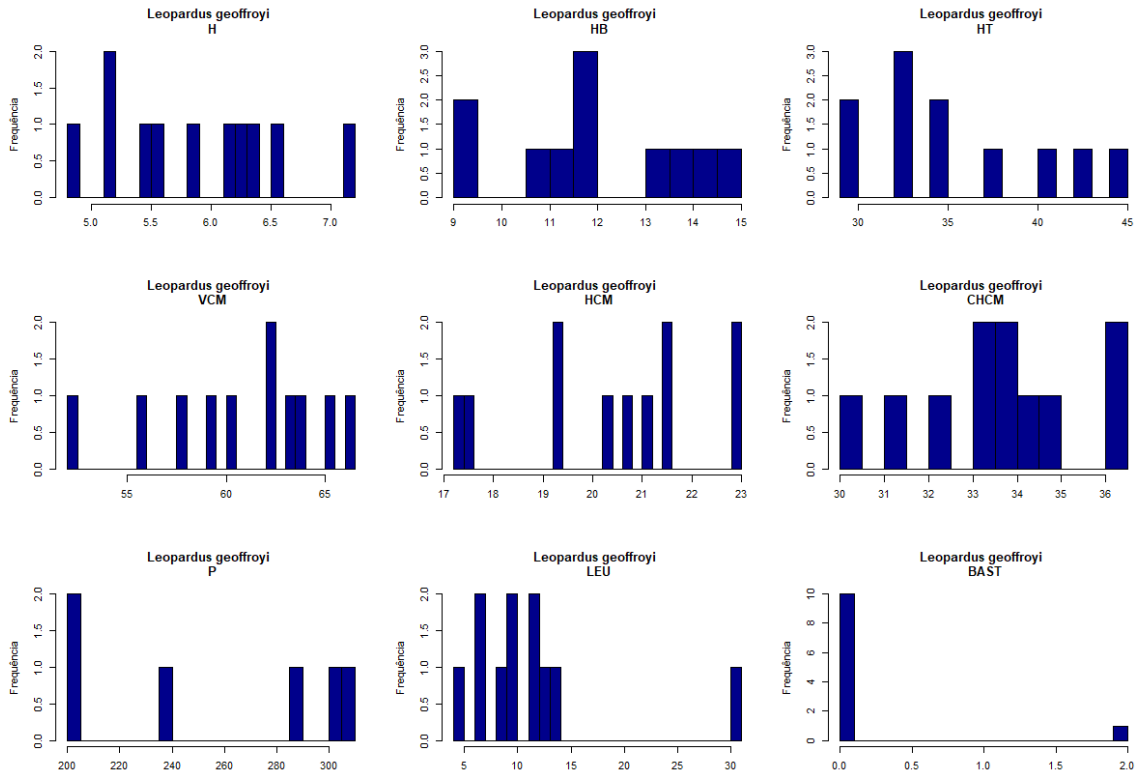 Leopardus geoffroyi
H
Frequência
0.0 0.5 1.0 1.5 2.0
5.0 5.5 6.0 6.5 7.0
Leopardus geoffroyi
HB
0.0 0.5 1.0 1.5 2.0 2.5 3.0
9 10 11 12 13 14 15
Leopardus geoffroyi
HT
Frequência
0.0 0.5 1.0 1.5 2.0 2.5 3.0
30 35 40 45
Leopardus geoffroyi
VCM
Frequência
0.0 0.5 1.0 1.5 2.0
55 60 65
Leopardus geoffroyi
HCM
Frequência
0.0 0.5 1.0 1.5 2.0
17 18 19 20 21 22 23
Leopardus geoffroyi
CHCM
Frequência
0.0 0.5 1.0 1.5 2.0
30 31 32 33 34 35 36
Leopardus geoffroyi
P
Frequência
0.0 0.5 1.0 1.5 2.0
200 220 240 260 280 300
Leopardus geoffroyi
LEU
Frequência
0.0 0.5 1.0 1.5 2.0
5 10 15 20 25 30
Leopardus geoffroyi
BAST
Frequência
0 2 4 6 8 10
0.0 0.5 1.0 1.5 2.0